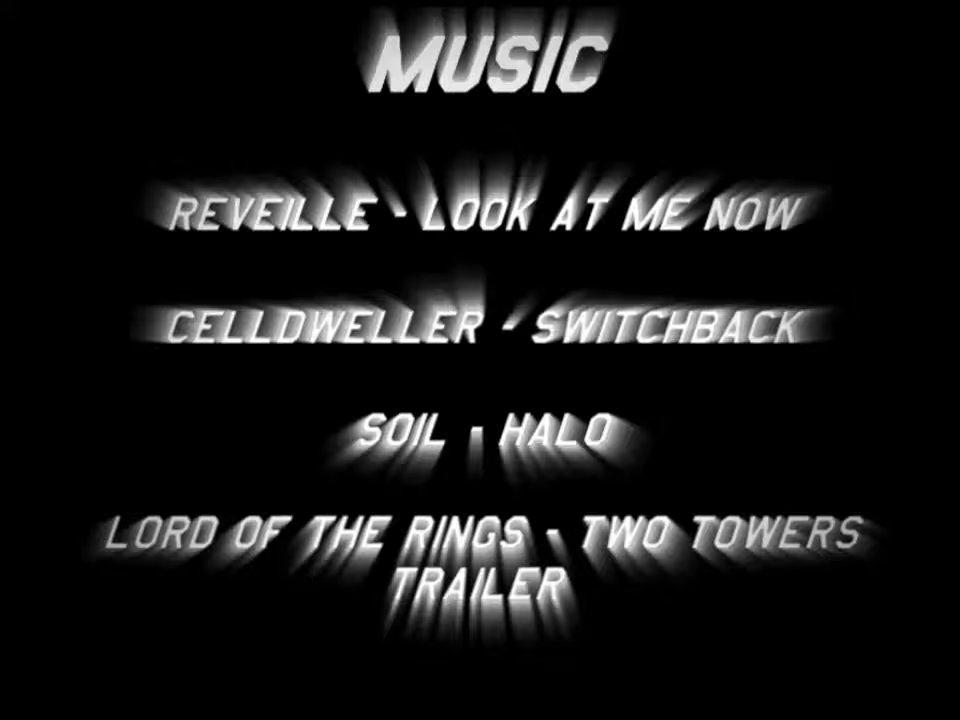 MUSIC
REVEILLE - LOOK AT ME NOW
CELLDWELLER - SWITCHBACK
SOIL - HALO
LORD OF THE RINGS - TWO TOWERS
TRAILER